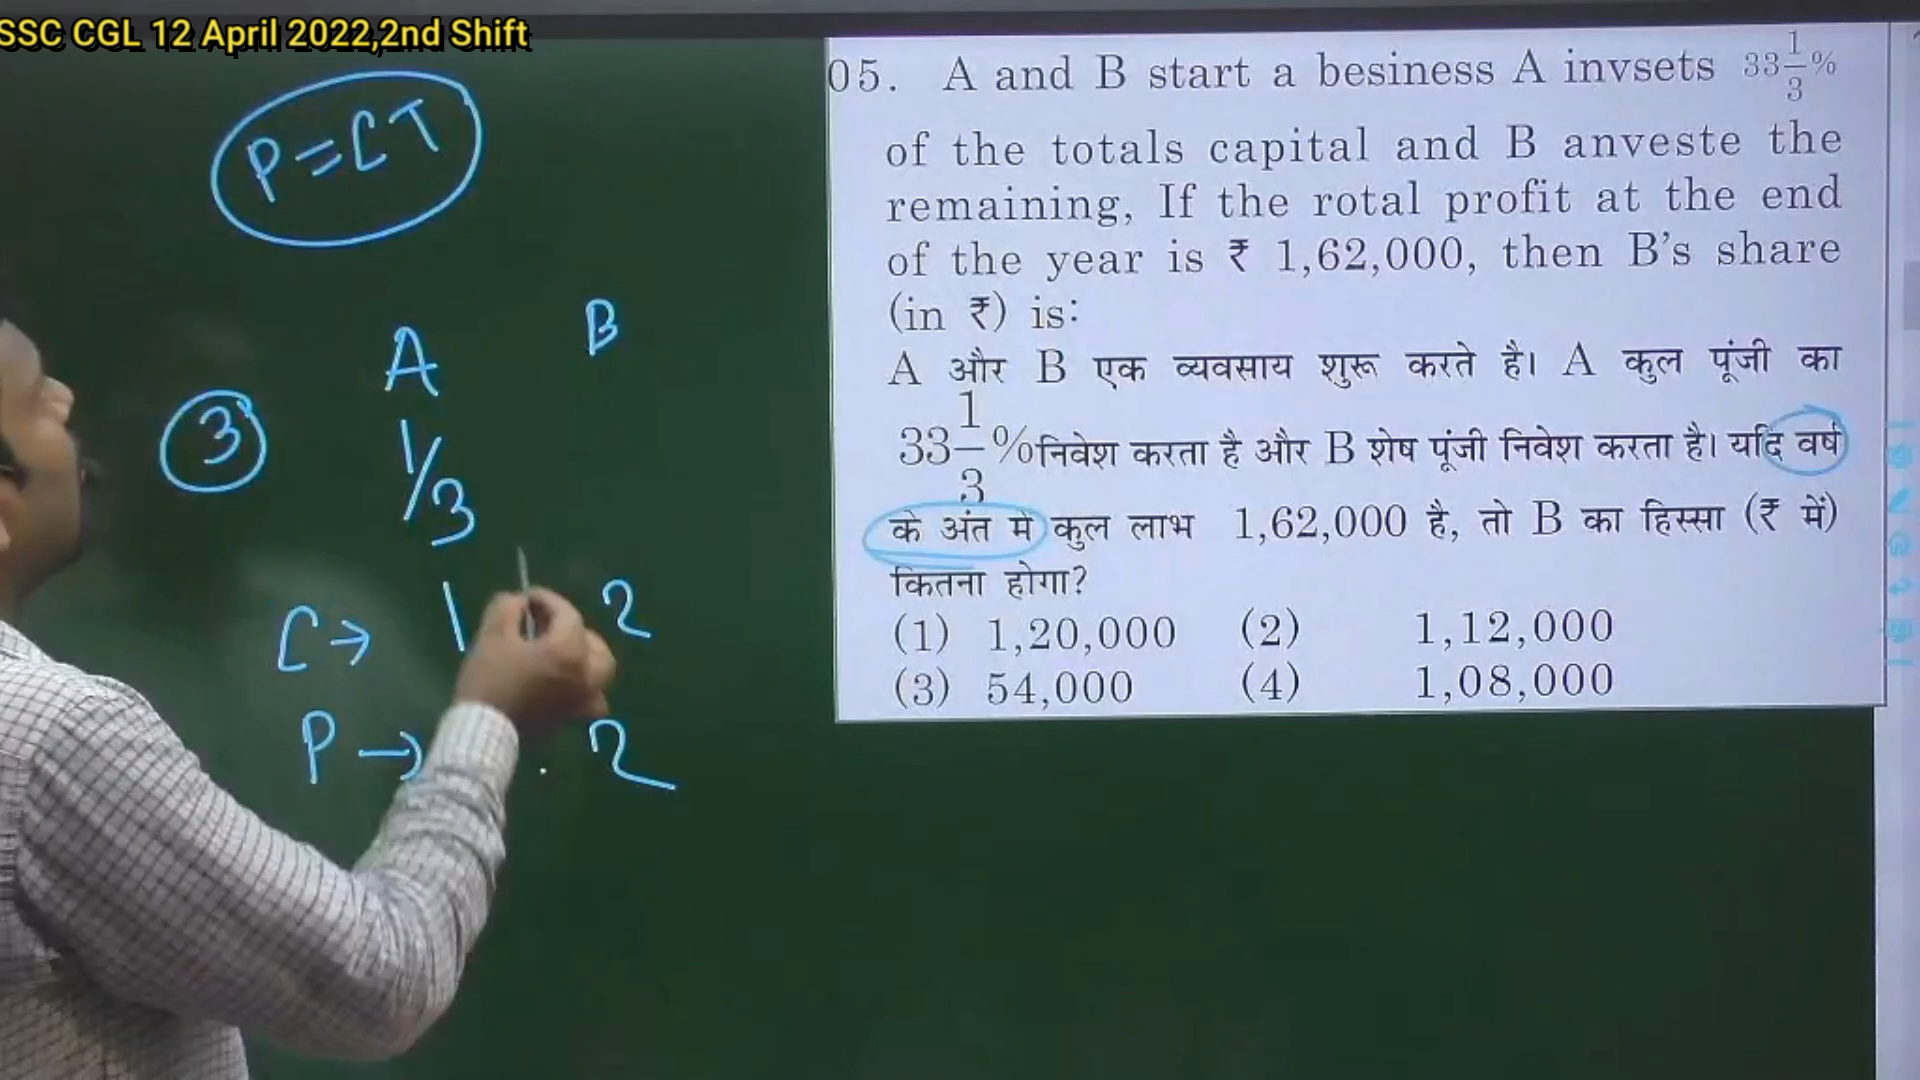 SSC CGL 12 April 2022,2nd Shift
P=CT
A B
3
1/3
C→ 1 2
P→ 2
05. A and B start a besiness A invsets 33 1/3 %
of the totals capital and B anveste the
remaining, If the rotal profit at the end
of the year is ₹ 1,62,000, then B’s share
(in ₹) is:
A और B एक व्यवसाय शुरू करते है। A कुल पूंजी का
33 1/3 %निवेश करता है और B शेष पूंजी निवेश करता है। यदि वर्ष
के अंत में कुल लाभ 1,62,000 है, तो B का हिस्सा (₹ में)
कितना होगा?
(1) 1,20,000 (2) 1,12,000
(3) 54,000 (4) 1,08,000